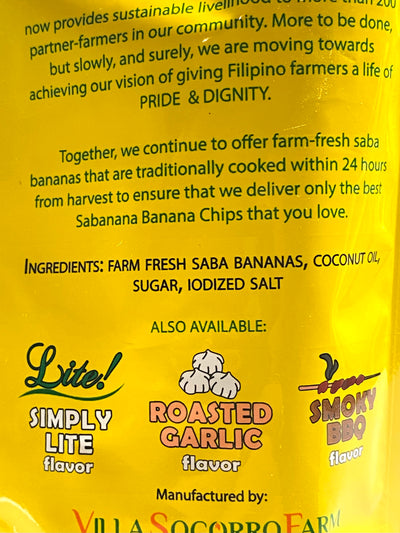 now provides sustainable livelihood to more than 200
partner-farmers in our community. More to be done,
but slowly, and surely, we are moving towards
achieving our vision of giving Filipino farmers a life of
PRIDE & DIGNITY.
Together, we continue to offer farm-fresh saba
bananas that are traditionally cooked within 24 hours
from harvest to ensure that we deliver only the best
Sabanana Banana Chips that you love.
INGREDIENTS: FARM FRESH SABA BANANAS, COCONUT OIL,
SUGAR, IODIZED SALT
ALSO AVAILABLE:
Lite!
SIMPLY
LITE
flavor
ROASTED
GARLIC
flavor
SMOKY
BBQ
flavor
Manufactured by:
VILLA SOCORRO FARM